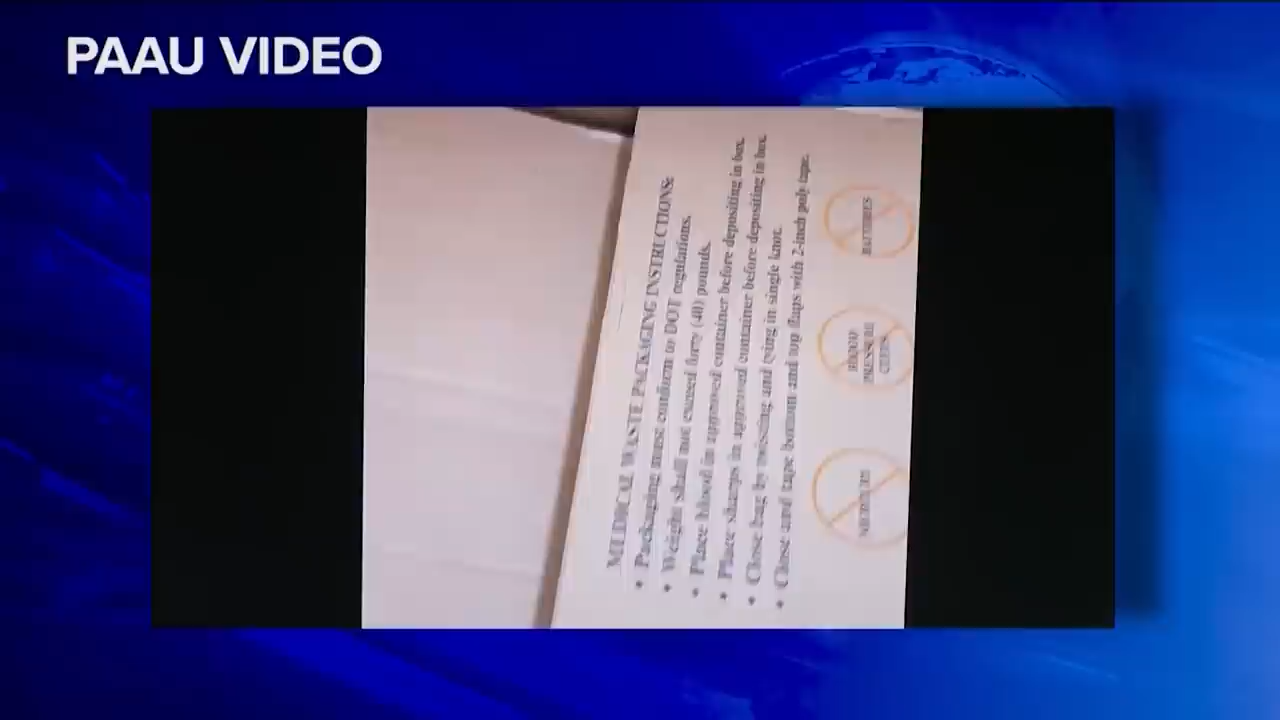 PAAU VIDEO
MEDICAL WASTE PACKAGING INSTRUCTIONS:
• Packaging must conform to DOT regulations.
• Weight shall not exceed forty (40) pounds.
• Place blood in approved container before depositing in box.
• Place sharps in approved container before depositing in box.
• Close bag by twisting and tying in single knot.
• Close and tape bottom and top flaps with 2-inch poly tape.
BLOOD
PRESSURE
CUFFS
BATTERIES